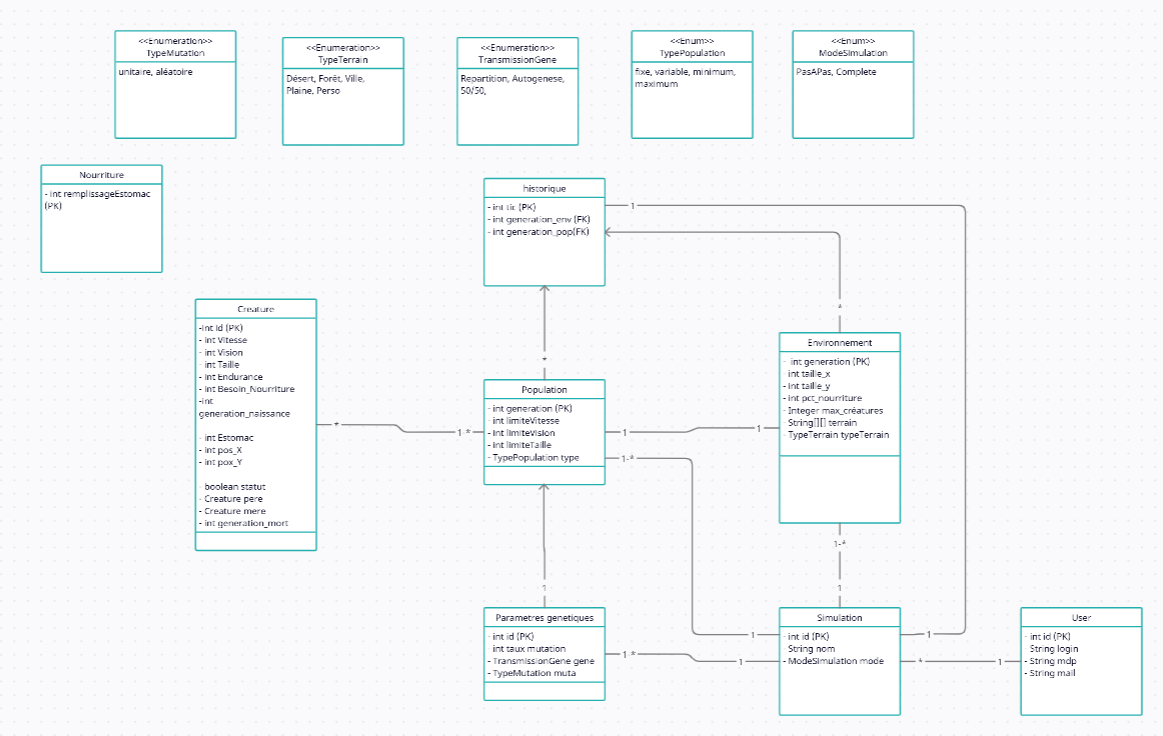 <<Enumeration>>
TypeMutation
unitaire, aléatoire
<<Enumeration>>
TypeTerrain
Désert, Forêt, Ville,
Plaine, Perso
<<Enumeration>>
TransmissionGene
Repartition, Autogenese,
50/50,
<<Enum>>
TypePopulation
fixe, variable, minimum,
maximum
<<Enum>>
ModeSimulation
PasAPas, Complete
Nourriture
- int remplissageEstomac
(PK)
historique
- int tic (PK)
- int generation_env (FK)
- int generation_pop(FK)
1
*
*
Creature
-int id (PK)
- int Vitesse
- int Vision
- int Taille
- int Endurance
- int Besoin_Nourriture
-int
generation_naissance
- int Estomac
- int pos_X
- int pox_Y
- boolean statut
- Creature pere
- Creature mere
- int generation_mort
*
1 *
Population
- int generation (PK)
- int limiteVitesse
- int limiteVision
- int limiteTaille
- TypePopulation type
1
1
1-*
Environnement
- int generation (PK)
- int taille_x
- int taille_y
- int pct_nourriture
- Integer max_créatures
- String[][] terrain
- TypeTerrain typeTerrain
1-*
1
1
Parametres genetiques
- int id (PK)
- int taux mutation
- TransmissionGene gene
- TypeMutation muta
1 *
1
1
Simulation
- int id (PK)
- String nom
- ModeSimulation mode
1
*
1
User
- int id (PK)
- String login
- String mdp
- String mail